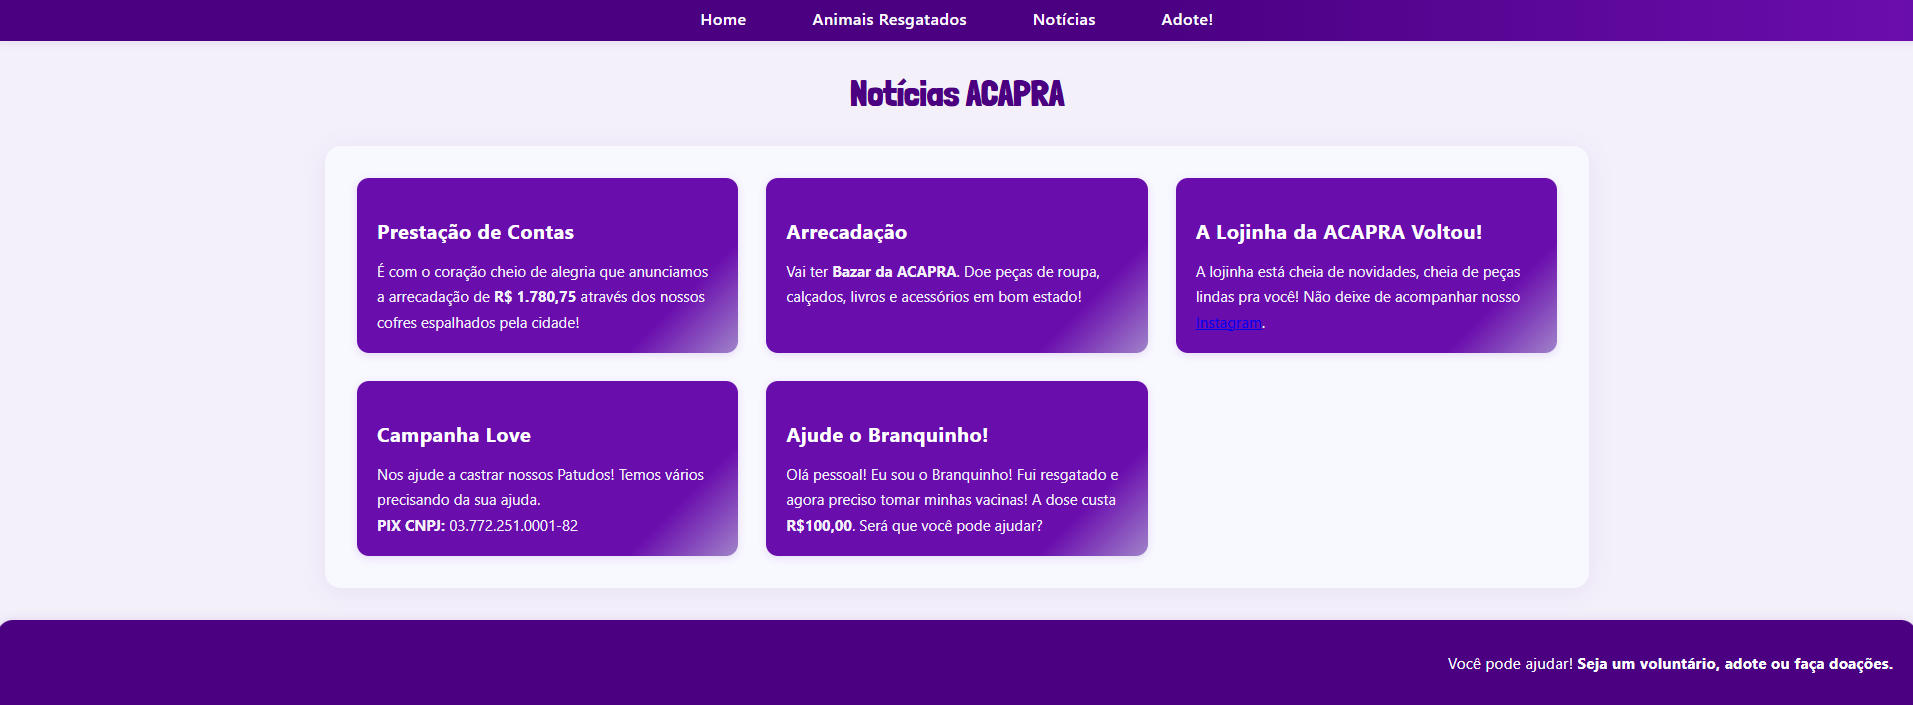 Home Animais Resgatados Notícias Adote!
Notícias ACAPRA
Prestação de Contas
É com o coração cheio de alegria que anunciamos
a arrecadação de R$ 1.780,75 através dos nossos
cofres espalhados pela cidade!
Arrecadação
Vai ter Bazar da ACAPRA. Doe peças de roupa,
calçados, livros e acessórios em bom estado!
A Lojinha da ACAPRA Voltou!
A lojinha está cheia de novidades, cheia de peças
lindas pra você! Não deixe de acompanhar nosso
Instagram.
Campanha Love
Nos ajude a castrar nossos Patudos! Temos vários
precisando da sua ajuda.
PIX CNPJ: 03.772.251.0001-82
Ajude o Branquinho!
Olá pessoal! Eu sou o Branquinho! Fui resgatado e
agora preciso tomar minhas vacinas! A dose custa
R$100,00. Será que você pode ajudar?
Você pode ajudar! Seja um voluntário, adote ou faça doações.